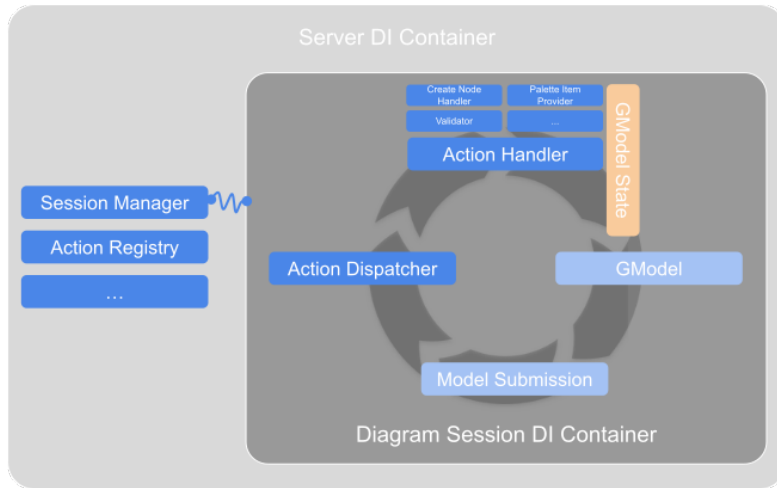 Server DI Container
Create Node
Handler
Palette Item
Provider
Validator
...
Action Handler
GModel State
Session Manager
Action Registry
...
Action Dispatcher
GModel
Model Submission
Diagram Session DI Container